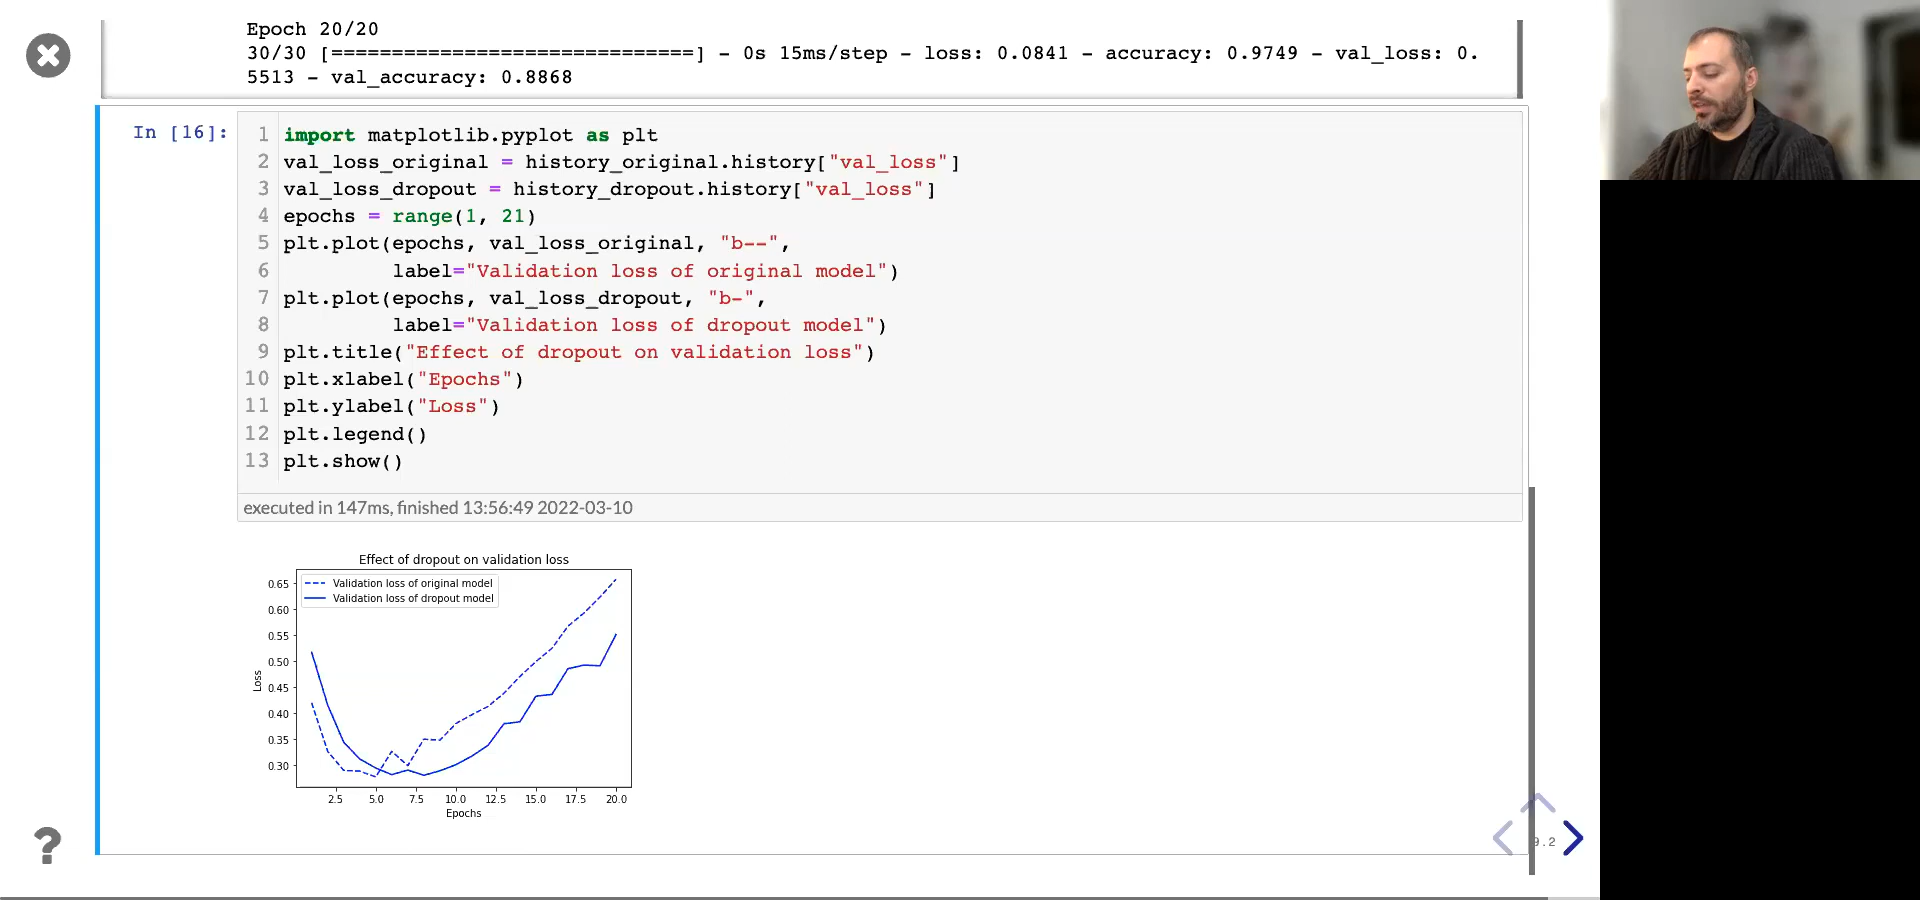 Epoch 20/20
30/30 [==============================] - 0s 15ms/step - loss: 0.0841 - accuracy: 0.9749 - val_loss: 0.
5513 - val_accuracy: 0.8868
In [16]:
1 import matplotlib.pyplot as plt
2 val_loss_original = history_original.history["val_loss"]
3 val_loss_dropout = history_dropout.history["val_loss"]
4 epochs = range(1, 21)
5 plt.plot(epochs, val_loss_original, "b--",
6          label="Validation loss of original model")
7 plt.plot(epochs, val_loss_dropout, "b-",
8          label="Validation loss of dropout model")
9 plt.title("Effect of dropout on validation loss")
10 plt.xlabel("Epochs")
11 plt.ylabel("Loss")
12 plt.legend()
13 plt.show()
executed in 147ms, finished 13:56:49 2022-03-10
Effect of dropout on validation loss
Validation loss of original model
Validation loss of dropout model
0.65
0.60
0.55
0.50
0.45
0.40
0.35
0.30
Loss
2.5 5.0 7.5 10.0 12.5 15.0 17.5 20.0
Epochs
9.2